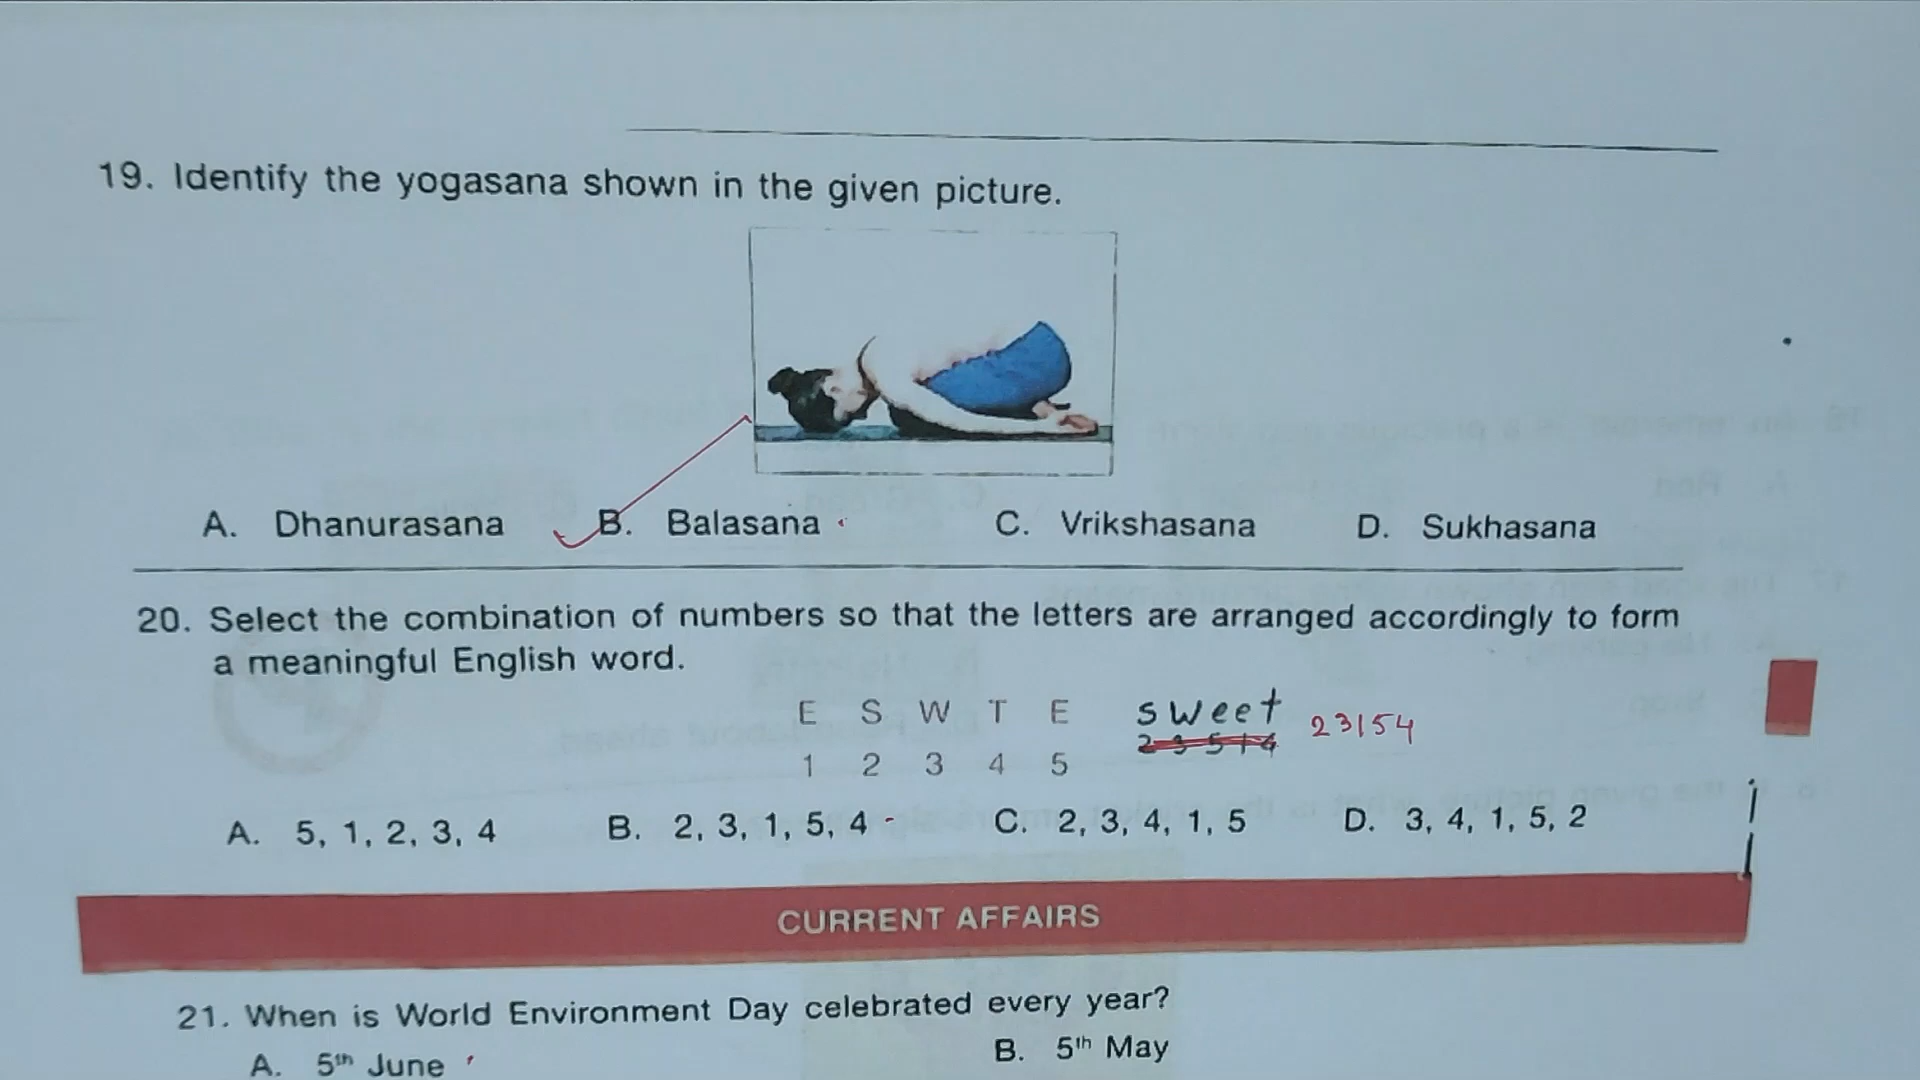 19. Identify the yogasana shown in the given picture.
A. Dhanurasana B. Balasana C. Vrikshasana D. Sukhasana
20. Select the combination of numbers so that the letters are arranged accordingly to form
a meaningful English word.
E S W T E sweet
23514 23154
1 2 3 4 5
A. 5, 1, 2, 3, 4 B. 2, 3, 1, 5, 4 C. 2, 3, 4, 1, 5 D. 3, 4, 1, 5, 2
CURRENT AFFAIRS
21. When is World Environment Day celebrated every year?
A. 5th June B. 5th May